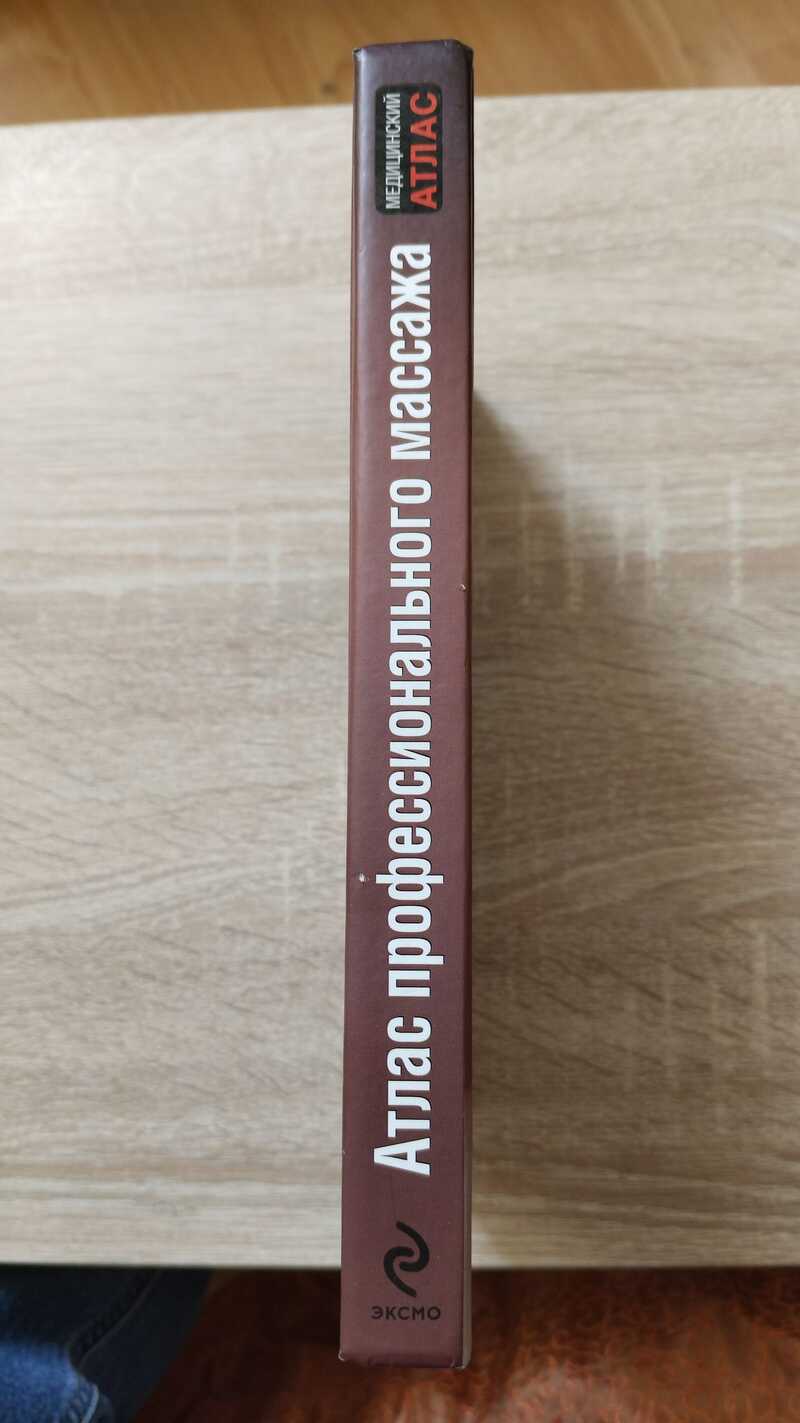 МЕДИЦИНСКИЙ
АТЛАС
Атлас профессионального массажа
ЭКСМО